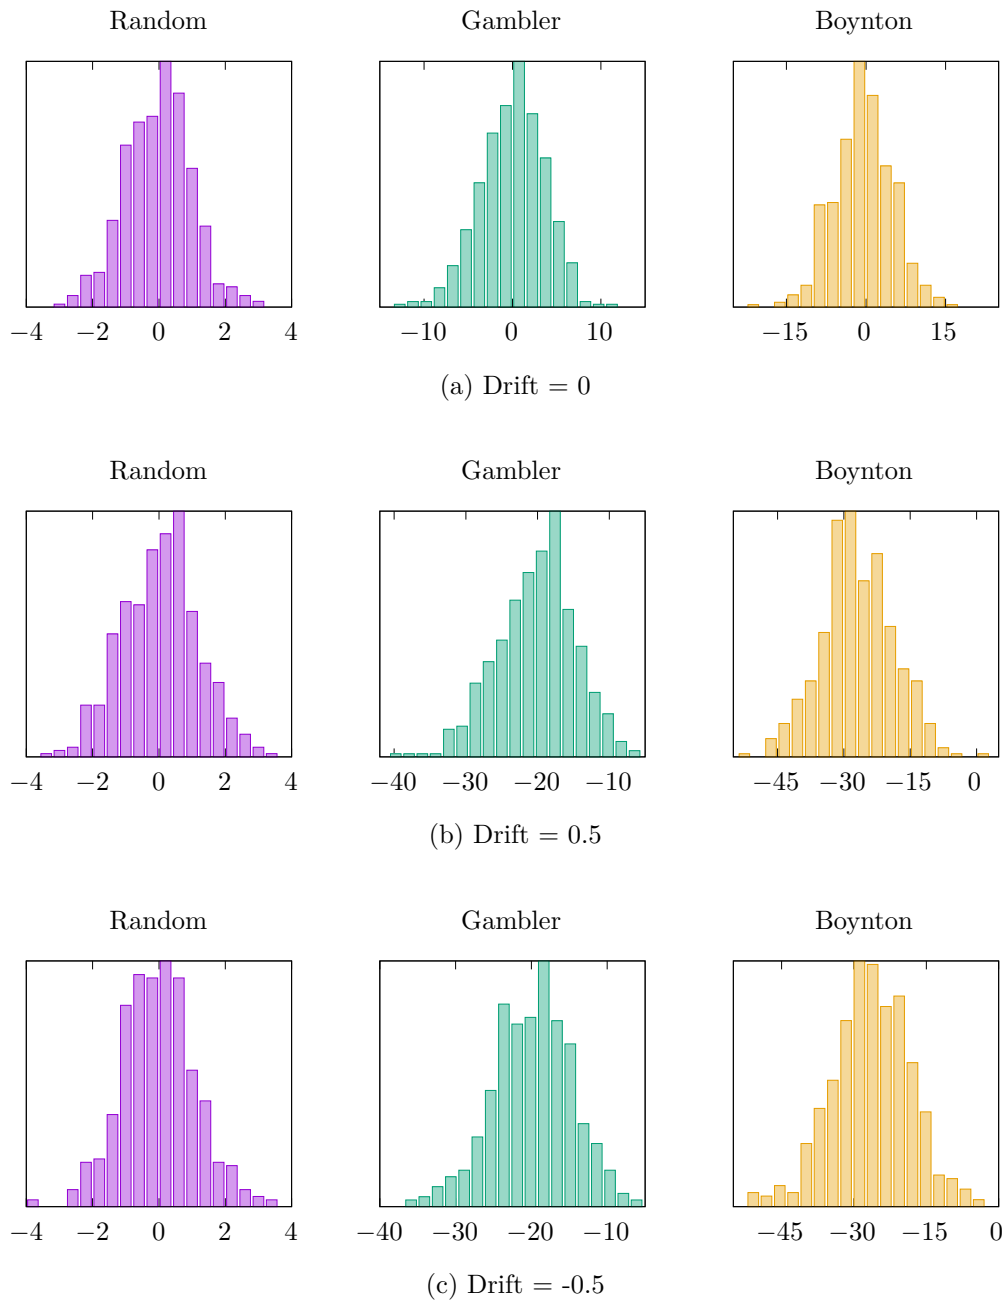 Random Gambler Boynton
−4 −2 0 2 4 −10 0 10 −15 0 15
(a) Drift = 0
Random Gambler Boynton
−4 −2 0 2 4 −40 −30 −20 −10 −45 −30 −15 0
(b) Drift = 0.5
Random Gambler Boynton
−4 −2 0 2 4 −40 −30 −20 −10 −45 −30 −15 0
(c) Drift = -0.5